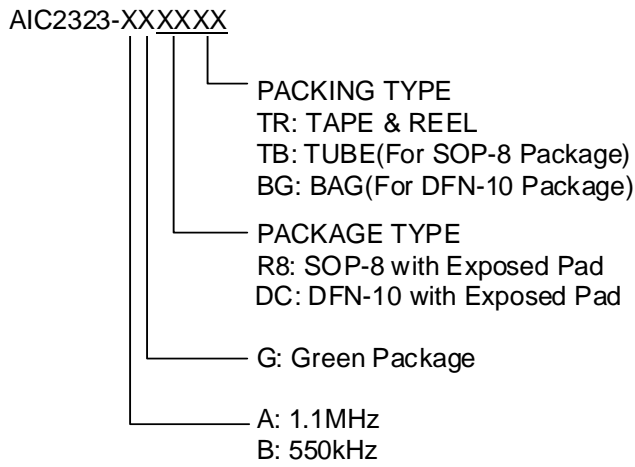 AIC2323-XXXXXX
PACKING TYPE
TR: TAPE & REEL
TB: TUBE(For SOP-8 Package)
BG: BAG(For DFN-10 Package)
PACKAGE TYPE
R8: SOP-8 with Exposed Pad
DC: DFN-10 with Exposed Pad
G: Green Package
A: 1.1MHz
B: 550kHz